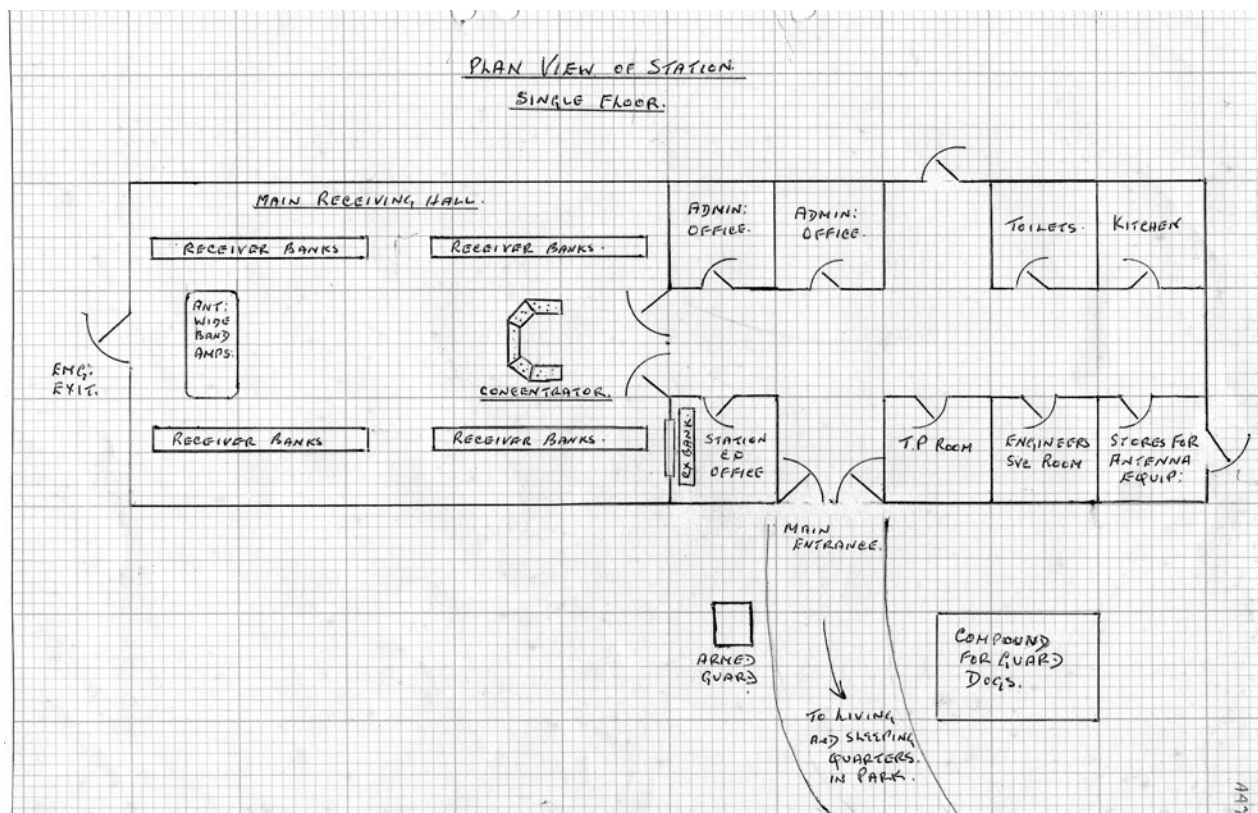 PLAN VIEW OF STATION
SINGLE FLOOR.
MAIN RECEIVING HALL.
ADMIN:
OFFICE.
ADMIN:
OFFICE.
TOILETS.
KITCHEN
RECEIVER BANKS
RECEIVER BANKS.
ANT:
WIDE
BAND
AMPS:
EMG:
EXIT.
CONCENTRATOR.
RECEIVER BANKS
RECEIVER BANKS.
BANK.
STATION
OFFICE
T.P ROOM
ENGINEERS
SVC ROOM
STORES FOR
ANTENNA
EQUIP:
MAIN
ENTRANCE.
ARMED
GUARD
COMPOUND
FOR GUARD
DOGS.
TO LIVING
AND SLEEPING
QUARTERS.
IN PARK.